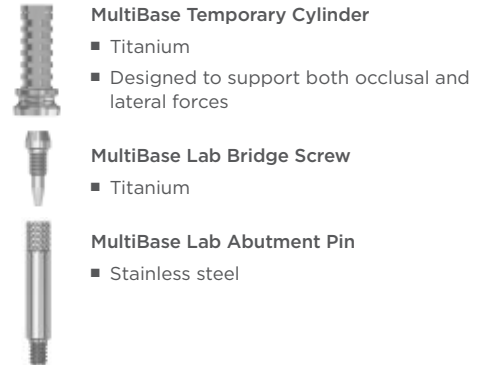 MultiBase Temporary Cylinder
■ Titanium
■ Designed to support both occlusal and
lateral forces
MultiBase Lab Bridge Screw
■ Titanium
MultiBase Lab Abutment Pin
■ Stainless steel